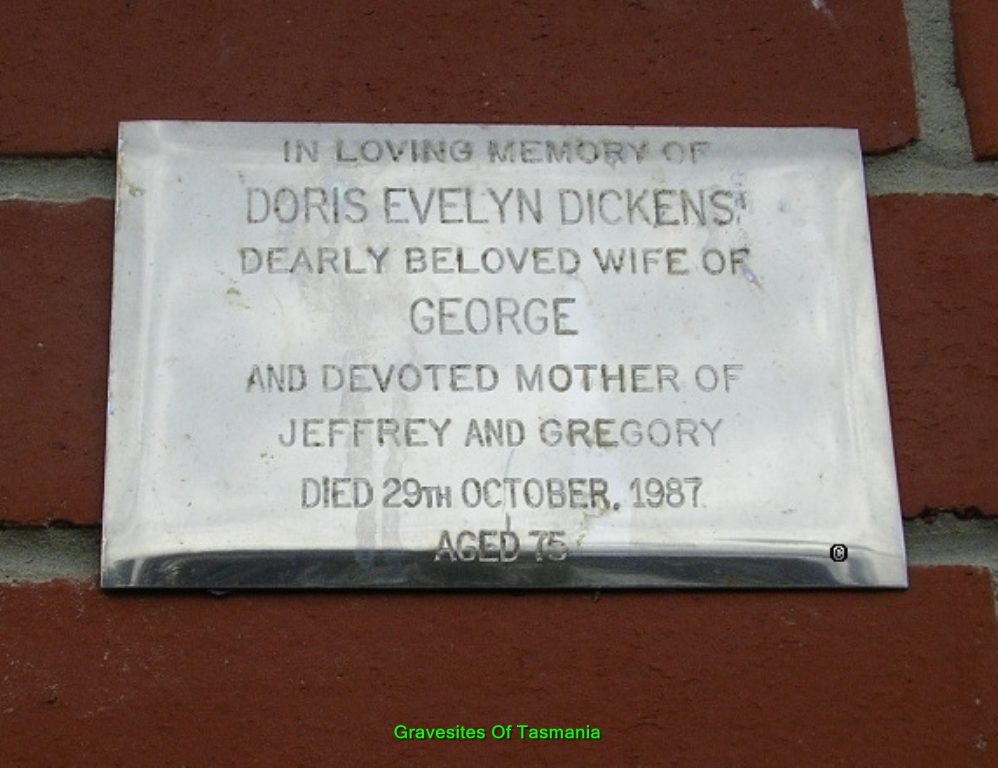 IN LOVING MEMORY OF
DORIS EVELYN DICKENS
DEARLY BELOVED WIFE OF
GEORGE
AND DEVOTED MOTHER OF
JEFFREY AND GREGORY
DIED 29TH OCTOBER, 1987
AGED 75
©
Gravesites Of Tasmania